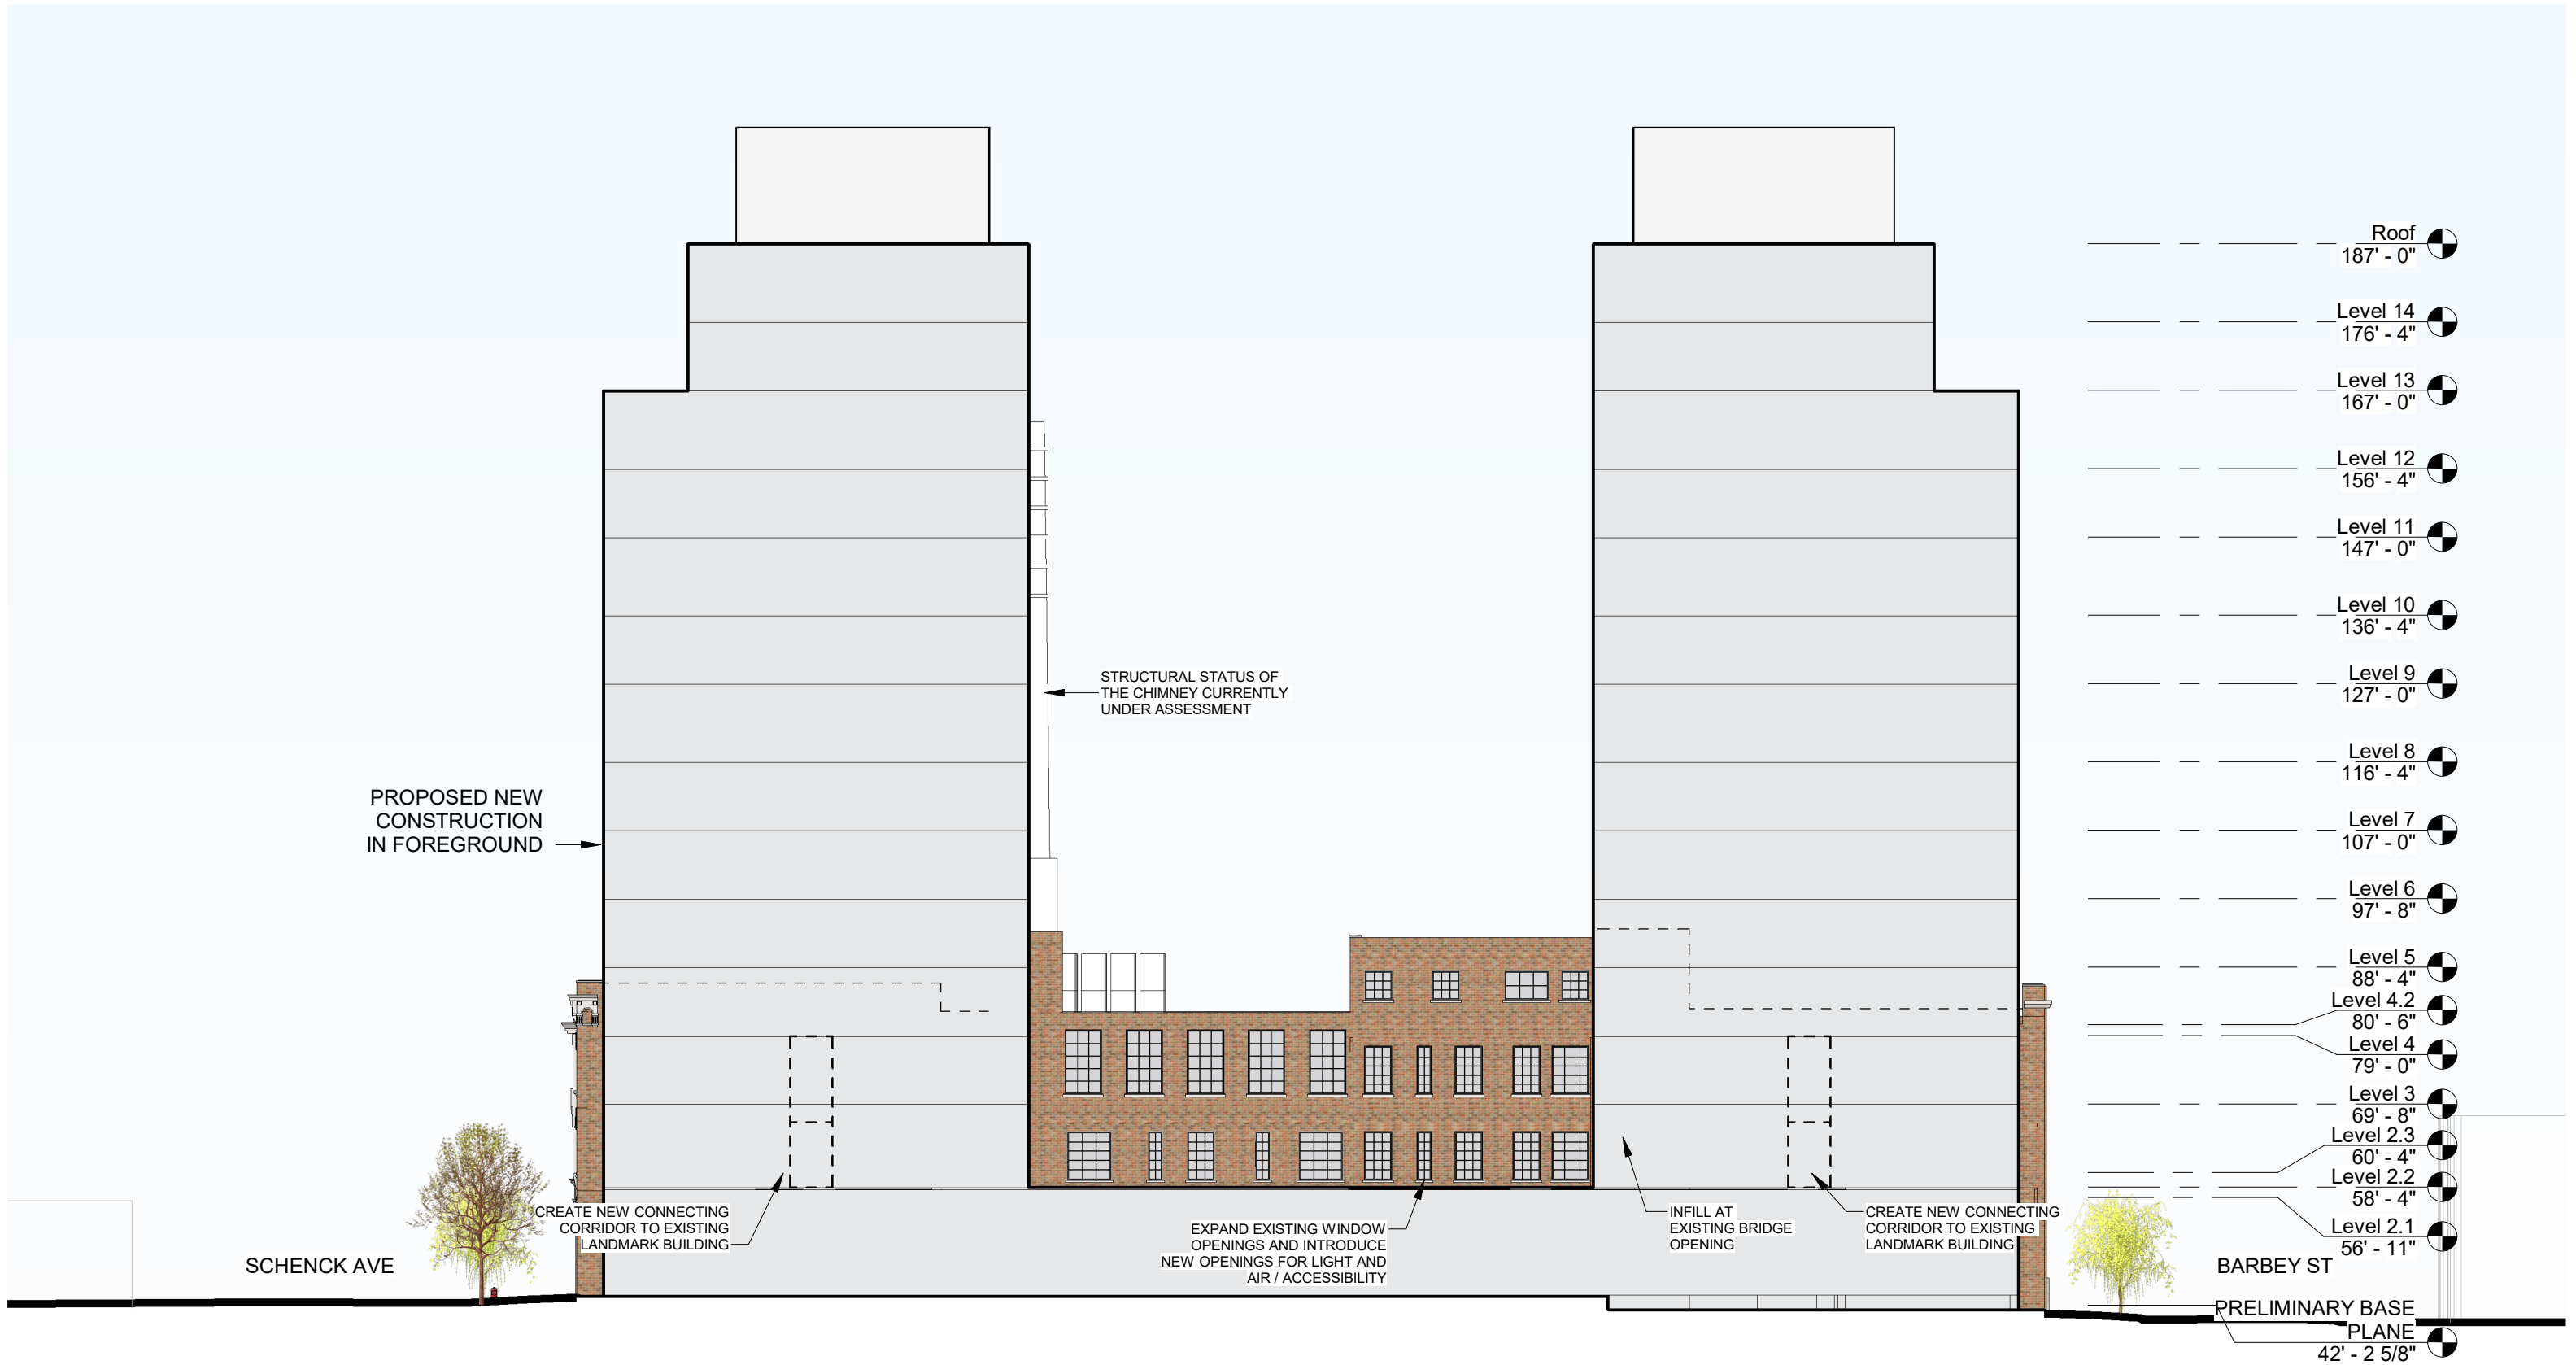 Roof
187' - 0"
Level 14
176' - 4"
Level 13
167' - 0"
Level 12
156' - 4"
Level 11
147' - 0"
Level 10
136' - 4"
Level 9
127' - 0"
Level 8
116' - 4"
Level 7
107' - 0"
Level 6
97' - 8"
Level 5
88' - 4"
Level 4.2
80' - 6"
Level 4
79' - 0"
Level 3
69' - 8"
Level 2.3
60' - 4"
Level 2.2
58' - 4"
Level 2.1
56' - 11"
PRELIMINARY BASE
PLANE
42' - 2 5/8"
STRUCTURAL STATUS OF
THE CHIMNEY CURRENTLY
UNDER ASSESSMENT
PROPOSED NEW
CONSTRUCTION
IN FOREGROUND
CREATE NEW CONNECTING
CORRIDOR TO EXISTING
LANDMARK BUILDING
EXPAND EXISTING WINDOW
OPENINGS AND INTRODUCE
NEW OPENINGS FOR LIGHT AND
AIR / ACCESSIBILITY
INFILL AT
EXISTING BRIDGE
OPENING
CREATE NEW CONNECTING
CORRIDOR TO EXISTING
LANDMARK BUILDING
SCHENCK AVE
BARBEY ST